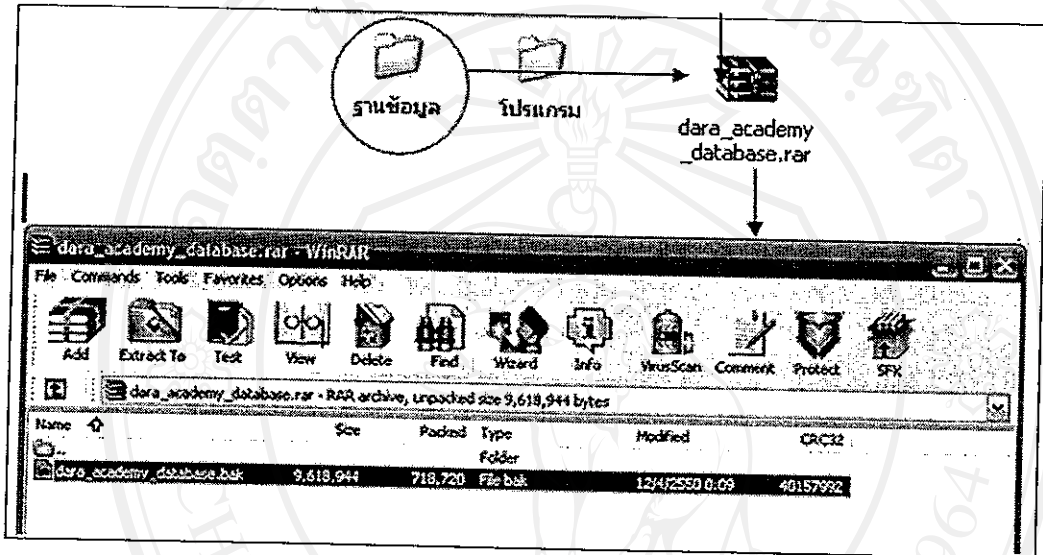 ฐานข้อมูล
โปรแกรม
dara_academy
_database.rar
dara_academy_database.rar - WinRAR
File Commands Tools Favorites Options Help
Add Extract To Test View Delete Find Wizard Info VirusScan Comment Protect SFX
dara_academy_database.rar - RAR archive, unpacked size 9,618,944 bytes
Name Size Packed Type Modified CRC32
.. Folder
dara_academy_database.bak 9,618,944 718,720 File bak 12/4/2550 0:09 40157992